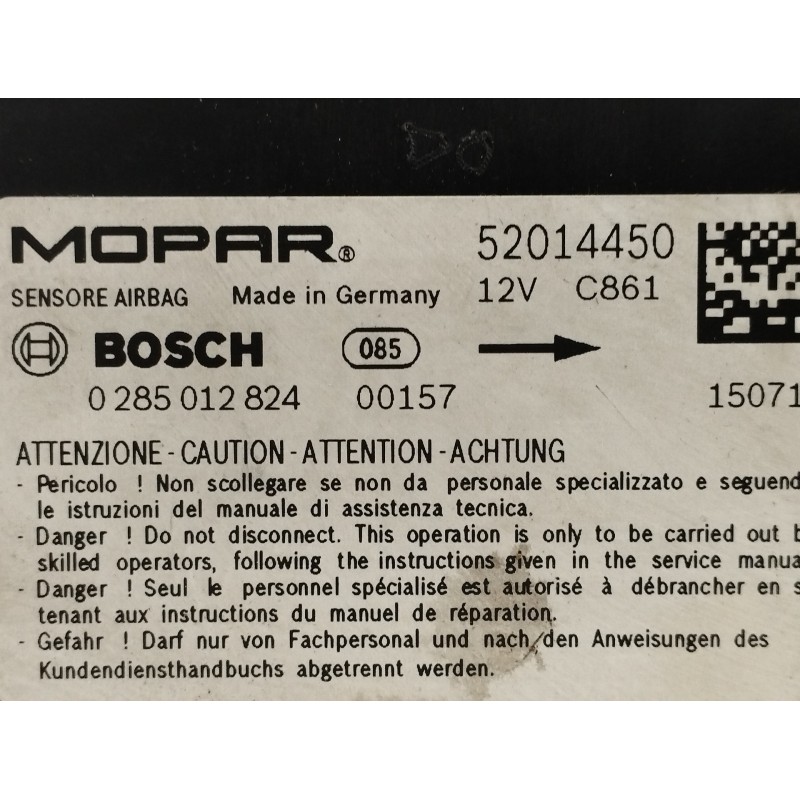 MOPAR® 52014450
SENSORE AIRBAG Made in Germany 12V C861
BOSCH 085
0 285 012 824 00157 15071
ATTENZIONE - CAUTION - ATTENTION - ACHTUNG
- Pericolo ! Non scollegare se non da personale specializzato e seguend
le istruzioni del manuale di assistenza tecnica.
- Danger ! Do not disconnect. This operation is only to be carried out b
skilled operators, following the instructions given in the service manua
- Danger ! Seul le personnel spécialisé est autorisé à débrancher en s
tenant aux instructions du manuel de réparation.
- Gefahr ! Darf nur von Fachpersonal und nach den Anweisungen des
Kundendiensthandbuchs abgetrennt werden.